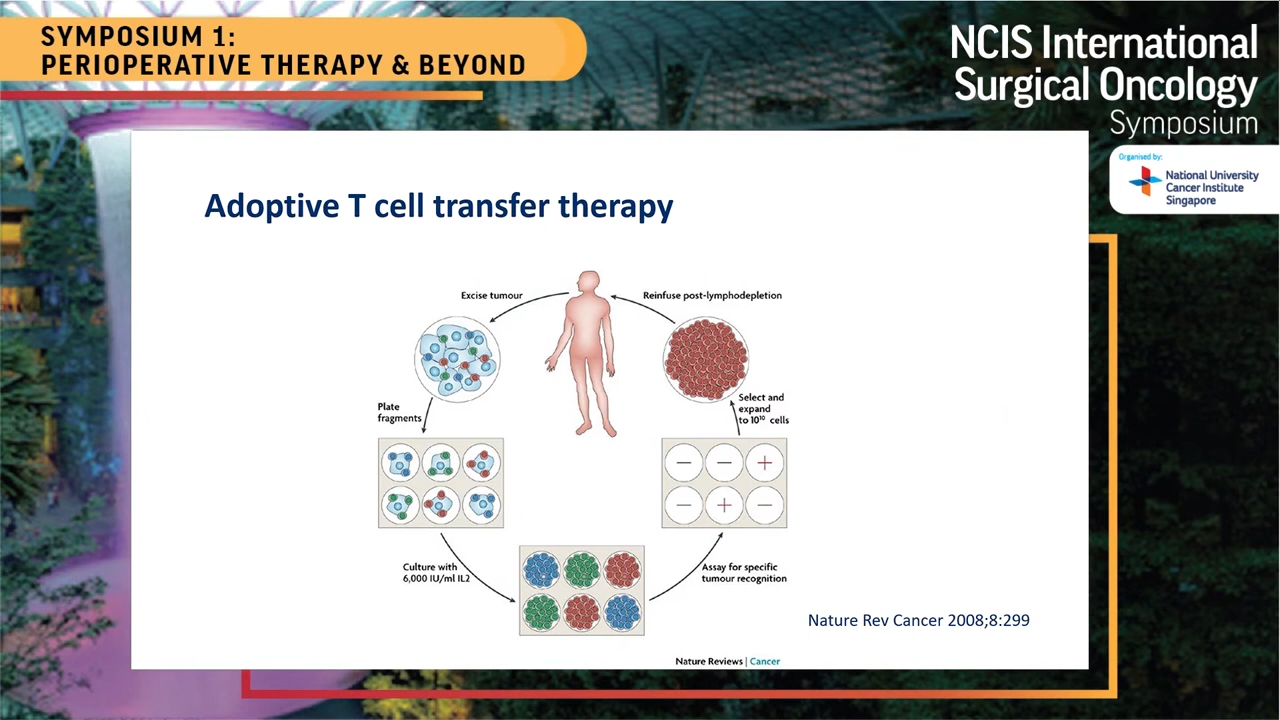 SYMPOSIUM 1:
PERIOPERATIVE THERAPY & BEYOND
NCIS International
Surgical Oncology
Symposium
Organised by:
National University
Cancer Institute
Singapore
Adoptive T cell transfer therapy
Excise tumour
Reinfuse post-lymphodepletion
Plate
fragments
Select and
expand
to 10¹⁰ cells
− − +
− + −
Culture with
6,000 IU/ml IL2
Assay for specific
tumour recognition
Nature Rev Cancer 2008;8:299
Nature Reviews | Cancer